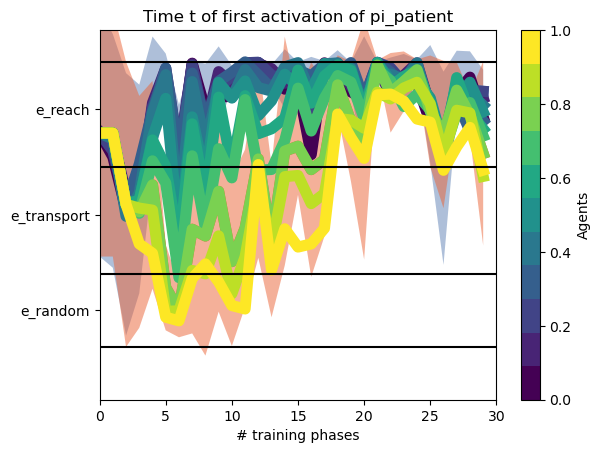 Time t of first activation of pi_patient
e_reach
e_transport
e_random
0
5
10
15
20
25
30
# training phases
1.0
0.8
0.6
0.4
0.2
0.0
Agents